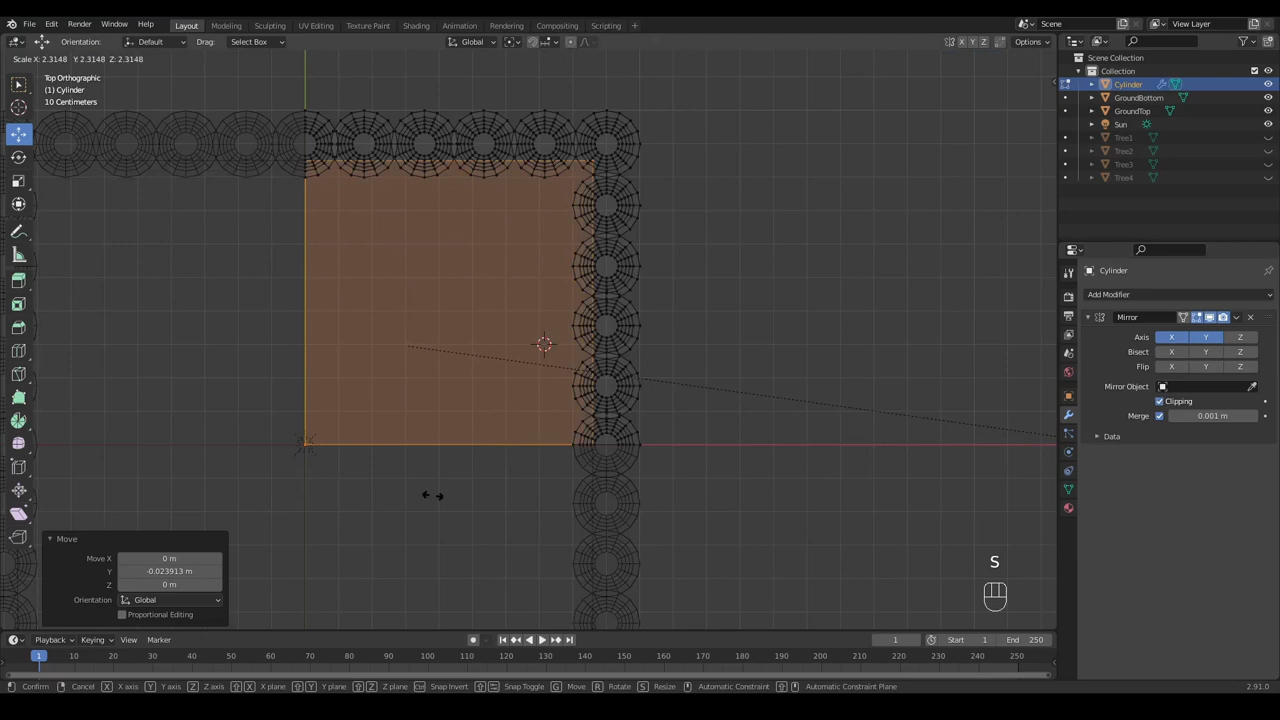 File Edit Render Window Help Layout Modeling Sculpting UV Editing Texture Paint Shading Animation Rendering Compositing Scripting + Scene View Layer
Orientation: Default Drag: Select Box Global X Y Z Options
Scale X: 2.3148 Y: 2.3148 Z: 2.3148
Top Orthographic
(1) Cylinder
10 Centimeters
Scene Collection
Collection
Cylinder
GroundBottom
GroundTop
Sun
Tree1
Tree2
Tree3
Tree4
Cylinder
Add Modifier
Mirror
Axis X Y Z
Bisect X Y Z
Flip X Y Z
Mirror Object
Clipping
Merge 0.001 m
Data
S
Move
Move X 0 m
Y -0.023913 m
Z 0 m
Orientation Global
Proportional Editing
Playback Keying View Marker 1 Start 1 End 250
1 10 20 30 40 50 60 70 80 90 100 110 120 130 140 150 160 170 180 190 200 210 220 230 240 250
Confirm Cancel X X axis Y Y axis Z Z axis X X plane Y Y plane Z Z plane Ctrl Snap Invert Snap Toggle G Move R Rotate S Resize Automatic Constraint Automatic Constraint Plane 2.91.0